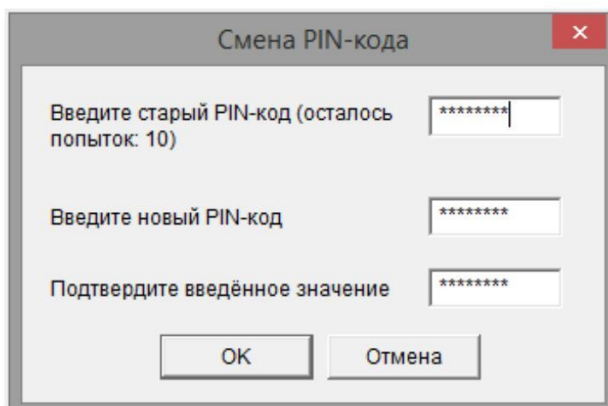 Смена PIN-кода
Введите старый PIN-код (осталось
попыток: 10)
********
Введите новый PIN-код
********
Подтвердите введённое значение
********
OK
Отмена